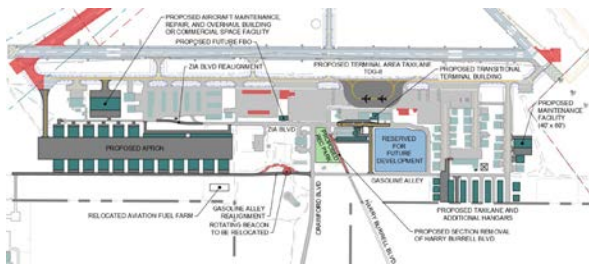 PROPOSED AIRCRAFT MAINTENANCE,
REPAIR, AND OVERHAUL BUILDING
OR COMMERCIAL SPACE FACILITY
PROPOSED FUTURE FBO
ZIA BLVD REALIGNMENT
PROPOSED TERMINAL AREA TAXILANE
TDG-II
PROPOSED TRANSITIONAL
TERMINAL BUILDING
PROPOSED
MAINTENANCE
FACILITY
(40' x 60')
ZIA BLVD
PROPOSED APRON
RESERVED
FOR
FUTURE
DEVELOPMENT
GASOLINE ALLEY
RELOCATED AVIATION FUEL FARM
GASOLINE ALLEY
REALIGNMENT
ROTATING BEACON
TO BE RELOCATED
CRAWFORD BLVD
HARRY BURRELL BLVD
PROPOSED TAXILANE AND
ADDITIONAL HANGARS
PROPOSED SECTION REMOVAL
OF HARRY BURRELL BLVD